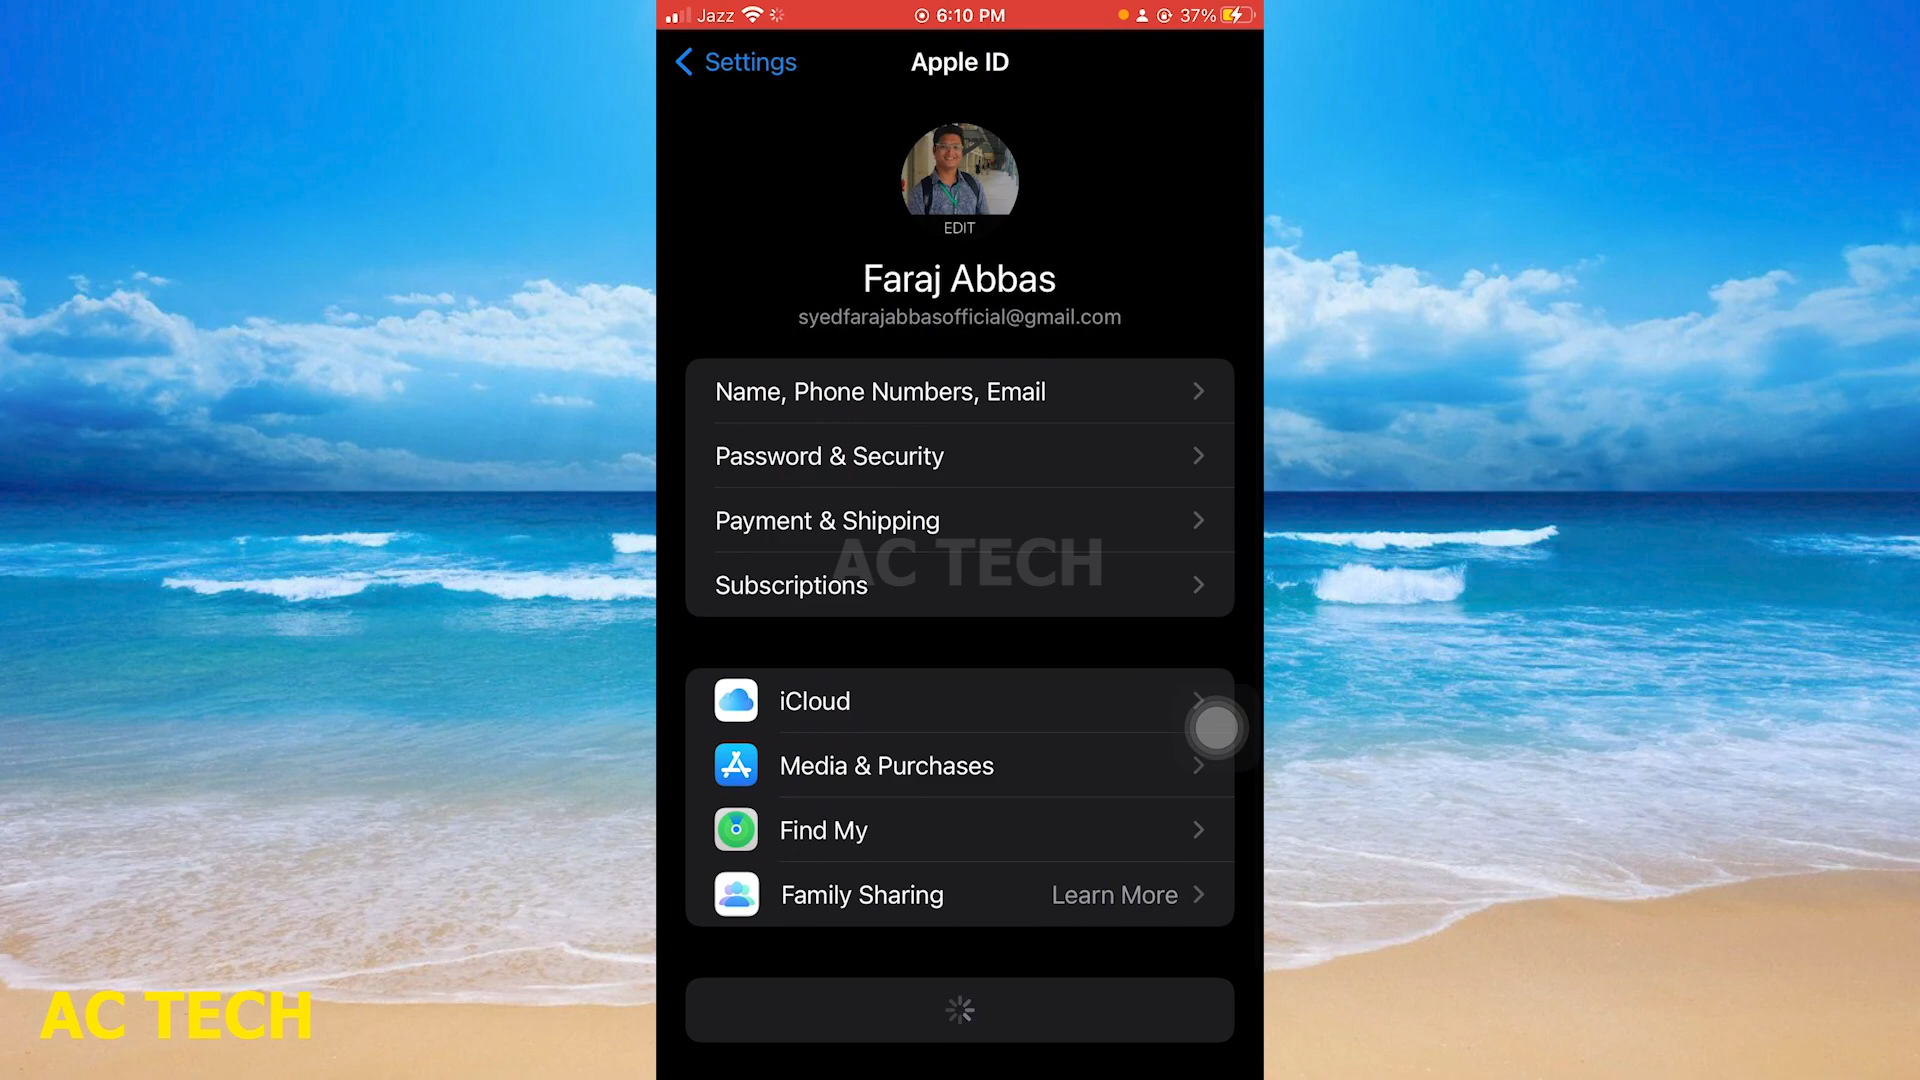 Jazz 6:10 PM 37%
Settings Apple ID
EDIT
Faraj Abbas
syedfarajabbasofficial@gmail.com
Name, Phone Numbers, Email
Password & Security
Payment & Shipping
AC TECH
Subscriptions
iCloud
Media & Purchases
Find My
Family Sharing Learn More
AC TECH